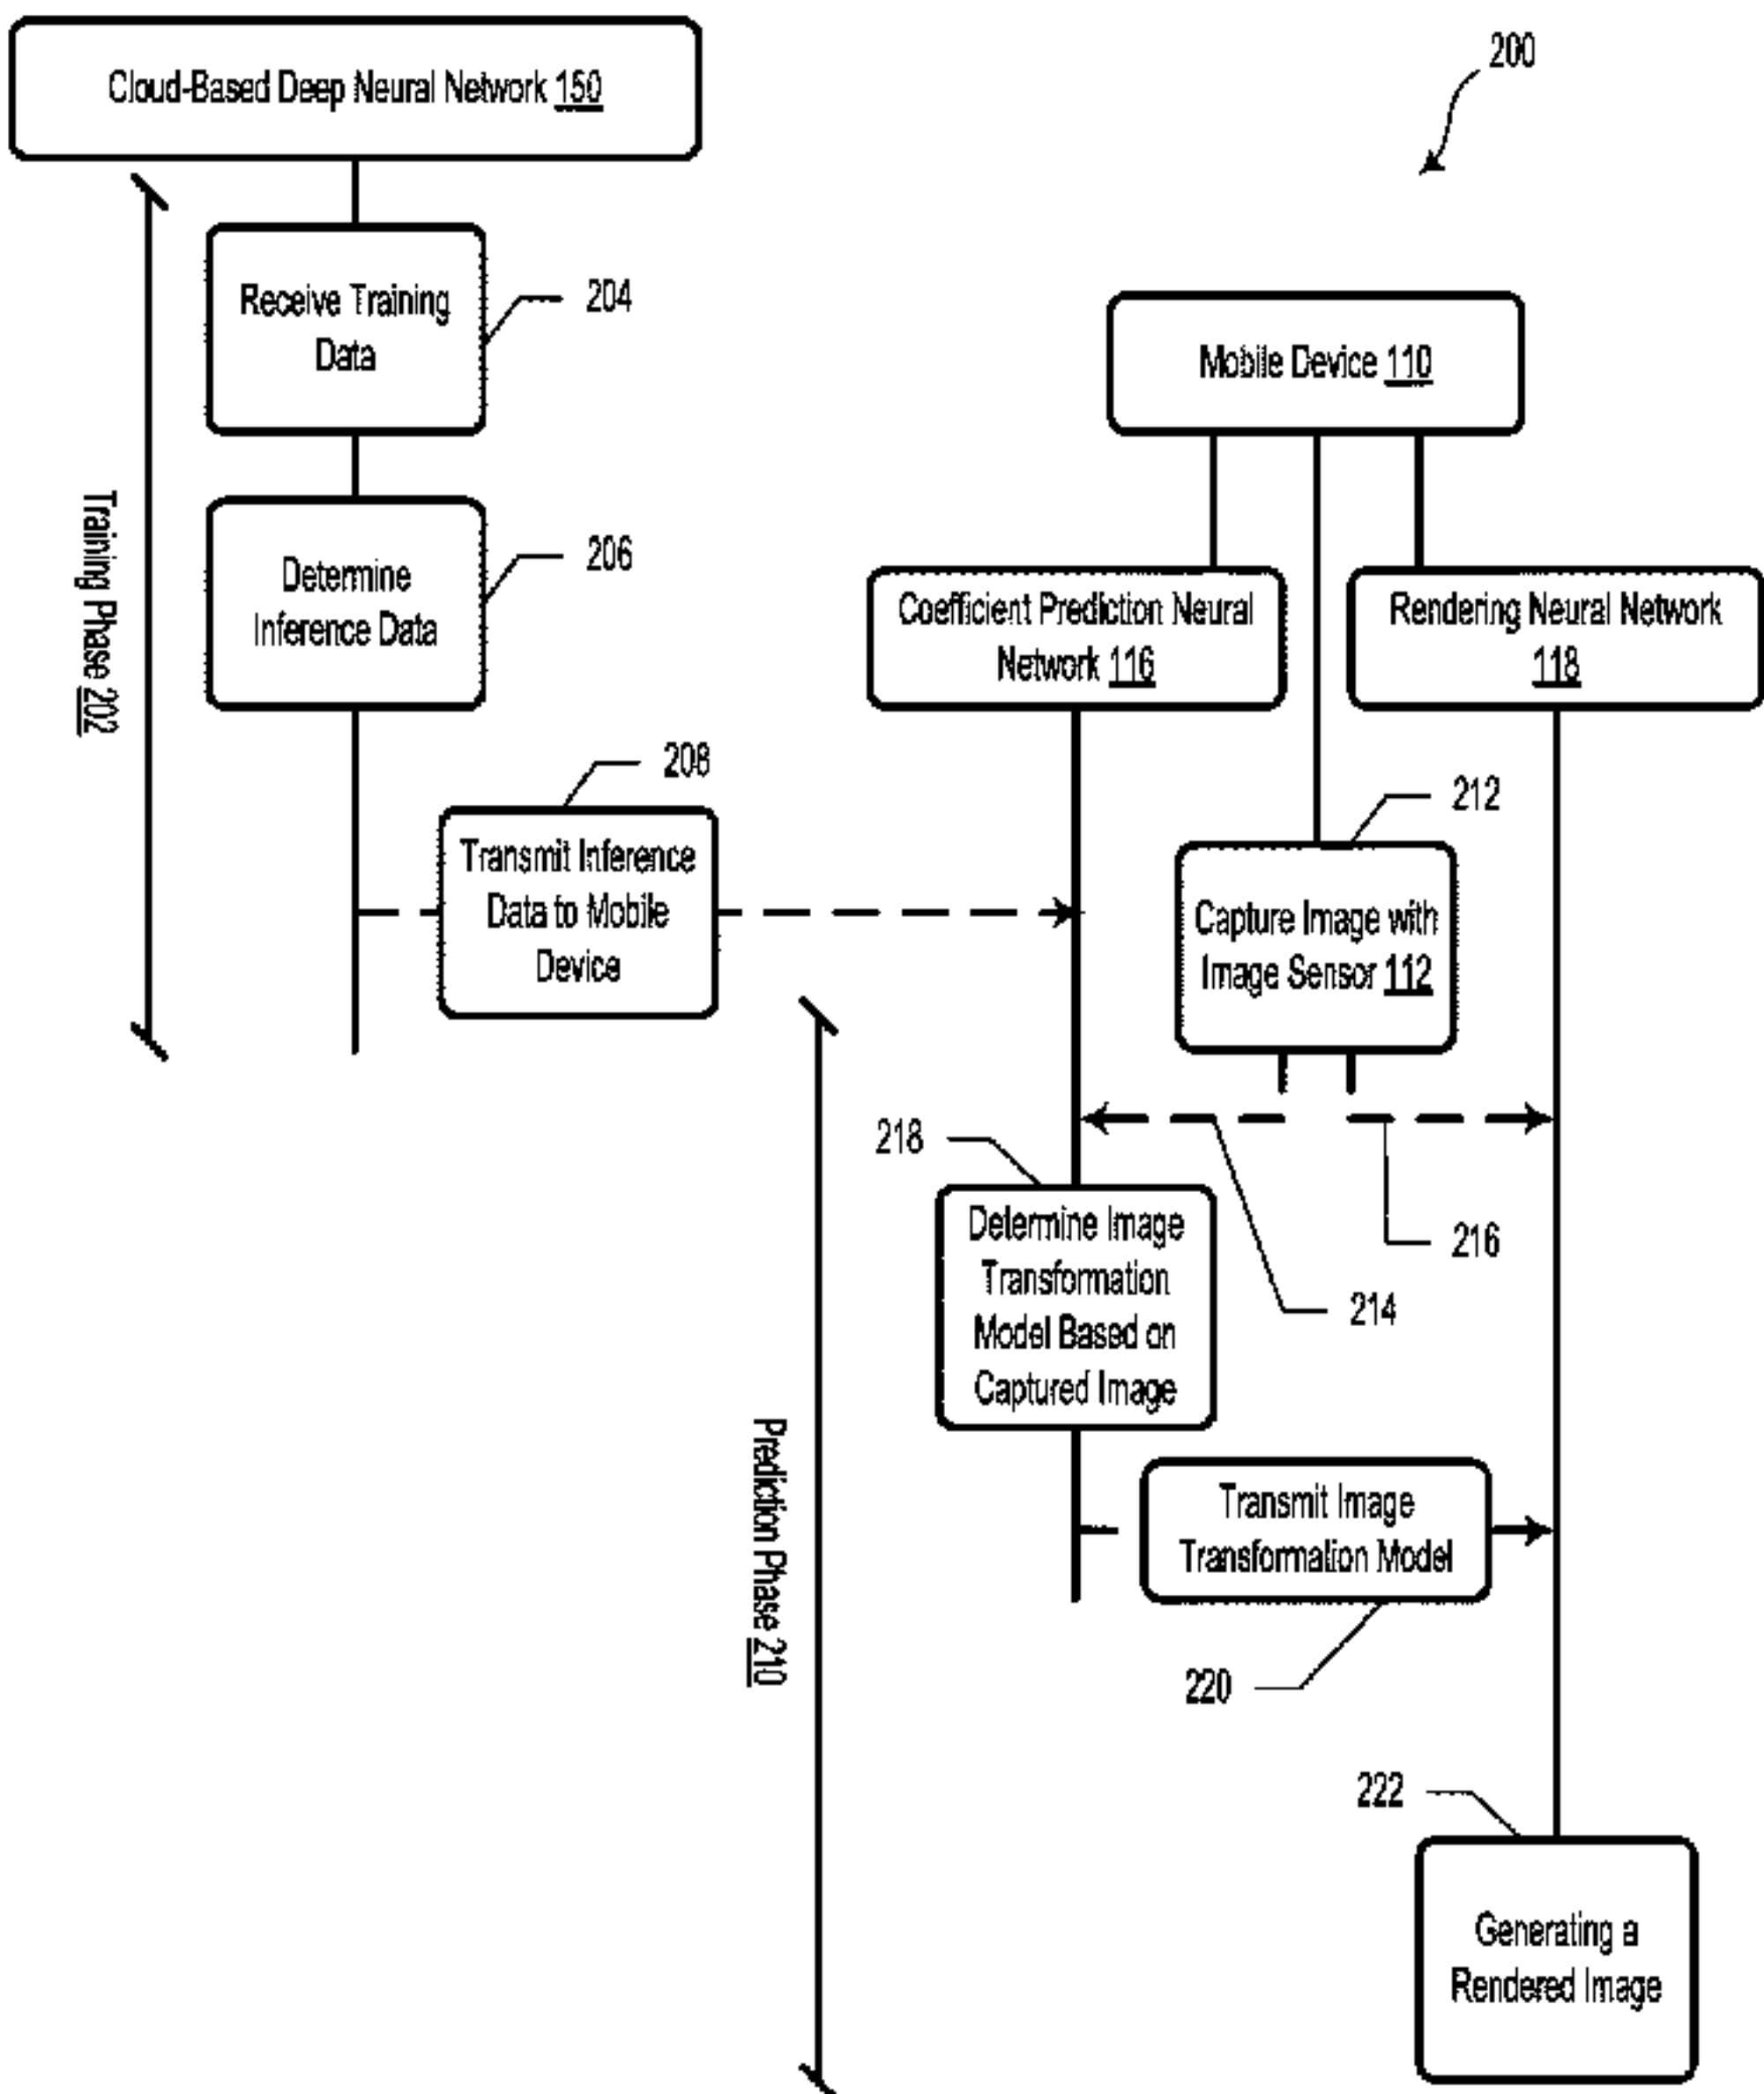 Cloud-Based Deep Neural Network 150
200
Receive Training
Data
204
Mobile Device 110
Training Phase 202
Determine
Inference Data
206
Coefficient Prediction Neural
Network 116
Rendering Neural Network
118
208
Transmit Inference
Data to Mobile
Device
212
Capture Image with
Image Sensor 112
218
216
214
Determine Image
Transformation
Model Based on
Captured Image
Prediction Phase 210
Transmit Image
Transformation Model
220
222
Generating a
Rendered Image